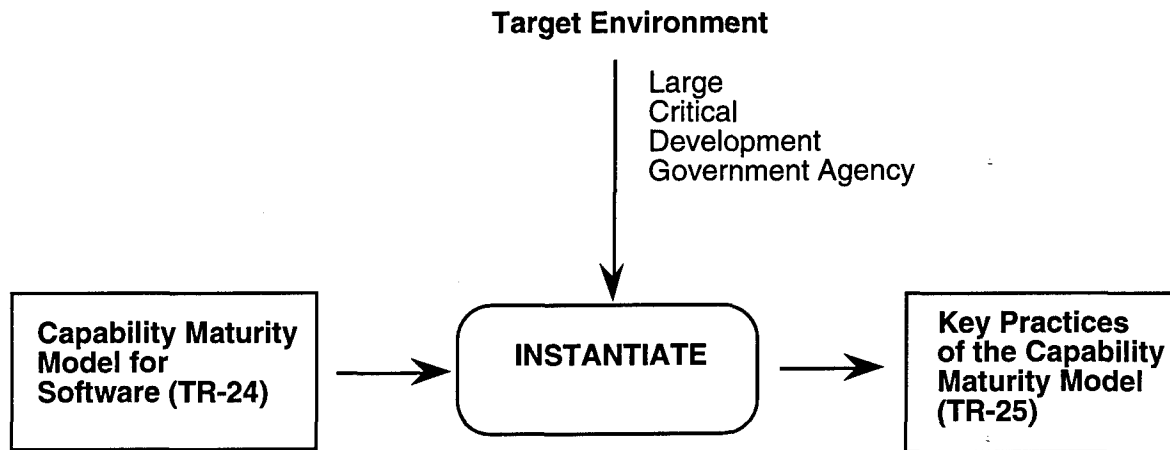 Target Environment
Large
Critical
Development
Government Agency
Capability Maturity
Model for
Software (TR-24)
INSTANTIATE
Key Practices
of the Capability
Maturity Model
(TR-25)